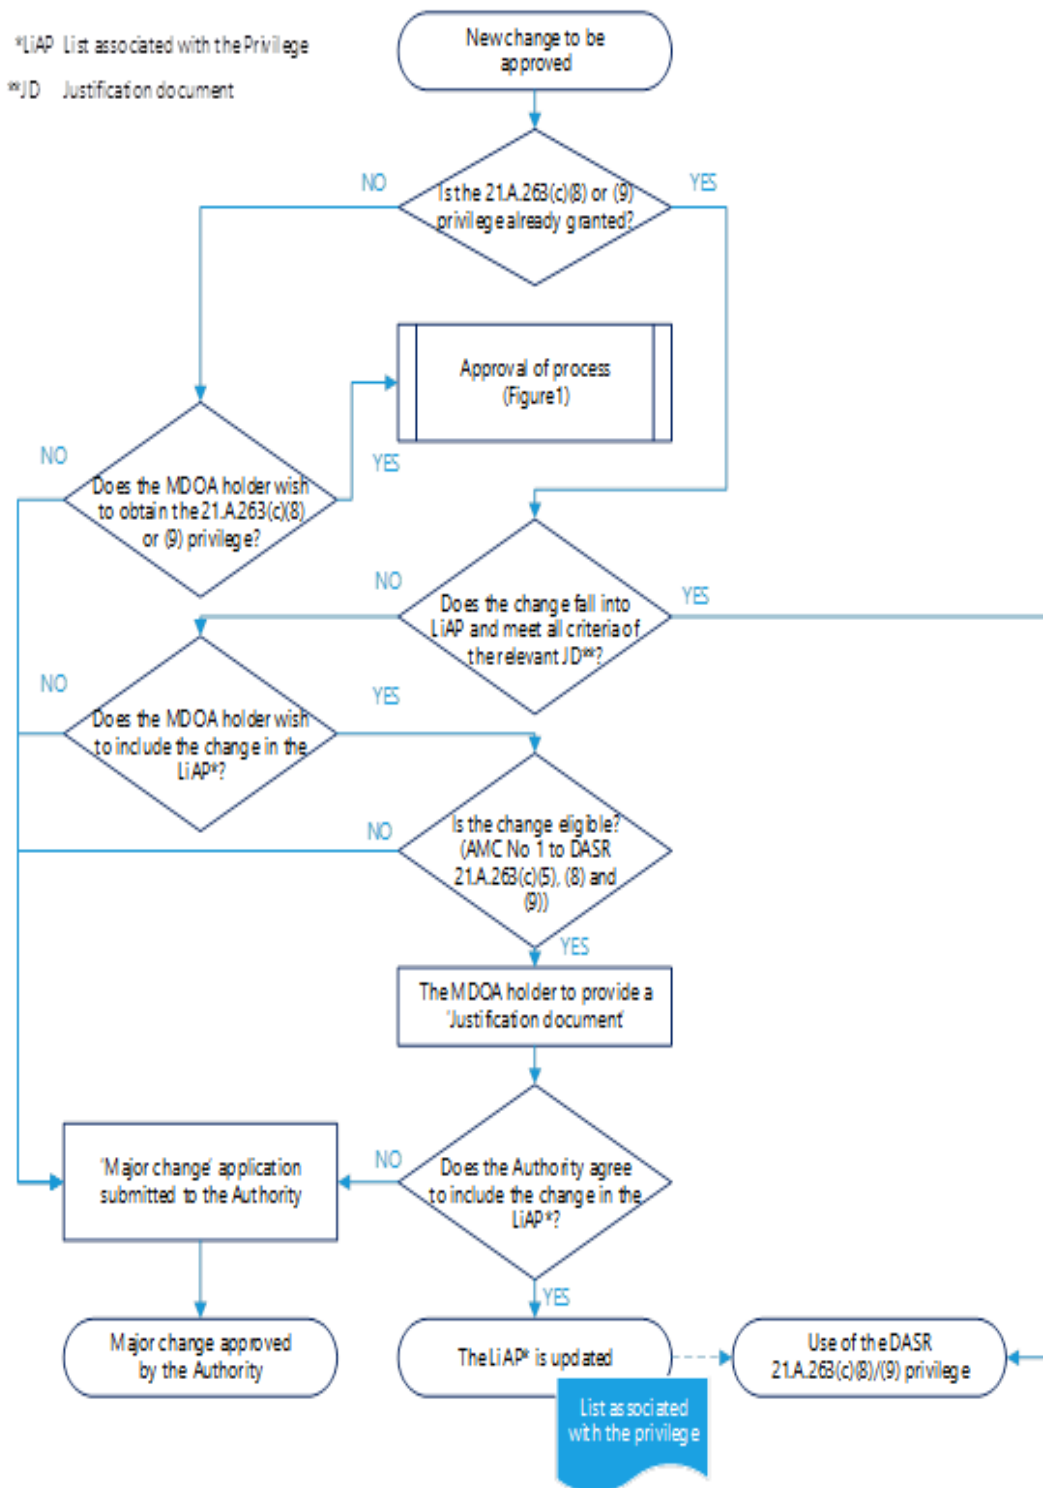 *LiAP List associated with the Privilege
**JD Justification document
New change to be
approved
NO
YES
Is the 21.A.263(c)(8) or (9)
privilege already granted?
Approval of process
(Figure 1)
NO
YES
Does the MDOA holder wish
to obtain the 21.A.263(c)(8)
or (9) privilege?
NO
YES
Does the change fall into
LiAP and meet all criteria of
the relevant JD**?
NO
YES
Does the MDOA holder wish
to include the change in the
LiAP*?
NO
Is the change eligible?
(AMC No 1 to DASR
21.A.263(c)(5), (8) and
(9))
YES
The MDOA holder to provide a
'Justification document'
'Major change' application
submitted to the Authority
NO
Does the Authority agree
to include the change in the
LiAP*?
YES
Major change approved
by the Authority
The LiAP* is updated
Use of the DASR
21.A.263(c)(8)/(9) privilege
List associated
with the privilege